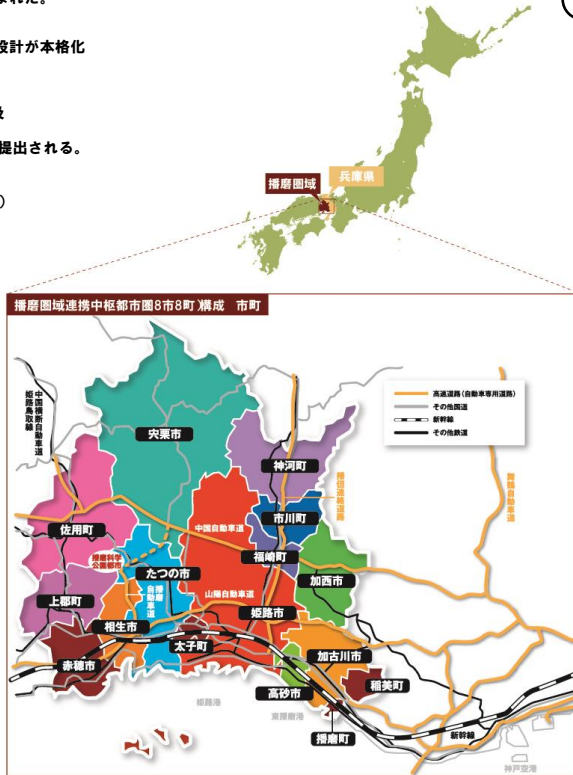 まれた。
設計が本格化
提出される。
兵庫県
播磨圏域
播磨圏域連携中枢都市圏8市8町)構成 市町
高速道路(自動車専用道路)
その他国道
新幹線
その他鉄道
中国横断自動車道
姫路鳥取線
宍粟市
神河町
播但連絡道路
舞鶴自動車道
市川町
佐用町
中国自動車道
福崎町
播磨科学
公園都市
たつの市
加西市
上郡町
播磨
自動車道
山陽自動車道
相生市
姫路市
太子町
赤穂市
加古川市
稲美町
高砂市
姫路港
東播磨港
播磨町
新幹線
神戸空港